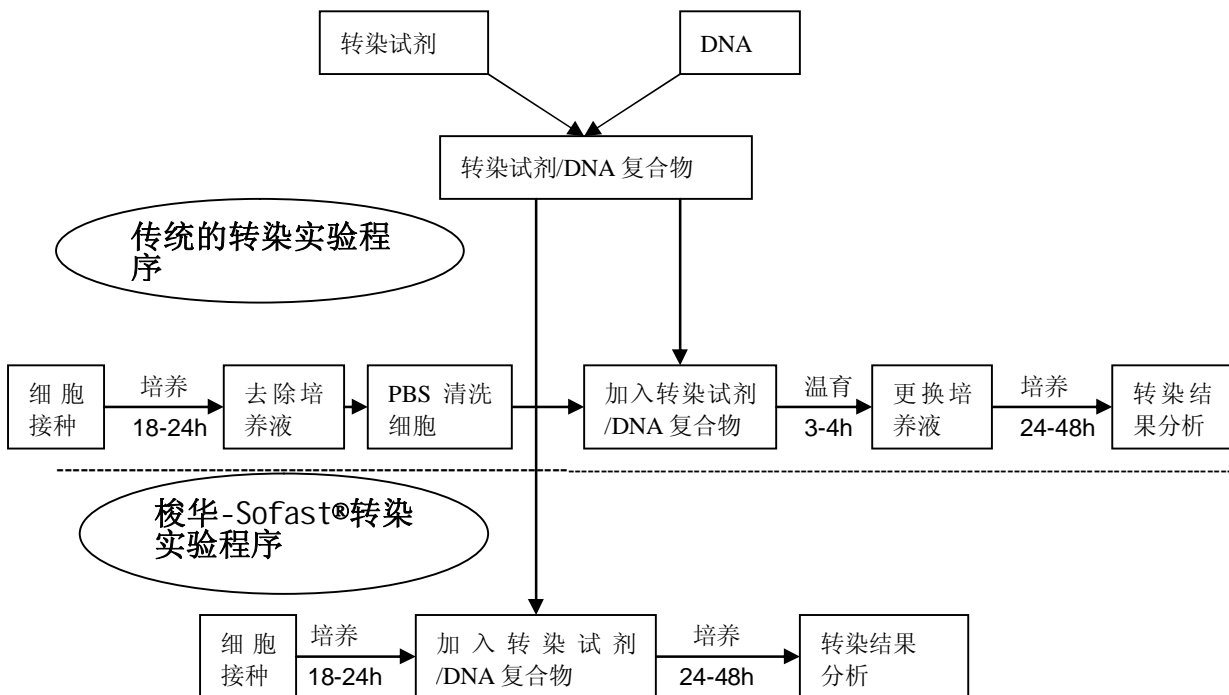 转染试剂
DNA
转染试剂/DNA 复合物
传统的转染实验程
序
细 胞
接种
培养
18-24h
去除培
养液
PBS 清洗
细胞
加入转染试剂
/DNA 复合物
温育
3-4h
更换培
养液
培养
24-48h
转染结
果分析
梭华-Sofast®转染
实验程序
细 胞
接种
培养
18-24h
加 入 转 染 试 剂
/DNA 复合物
培养
24-48h
转染结果
分析